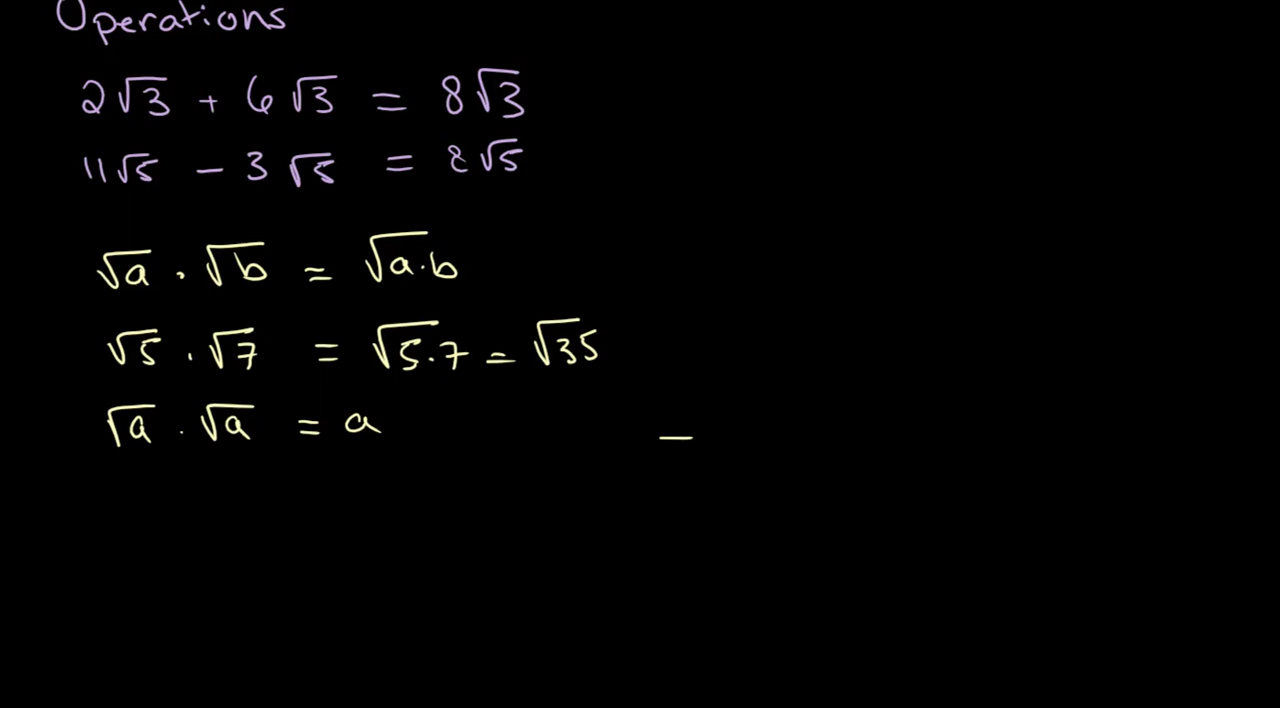 Operations
2√3 + 6√3 = 8√3
11√5 - 3√5 = 8√5
√a · √b = √a·b
√5 · √7 = √5·7 = √35
√a · √a = a –